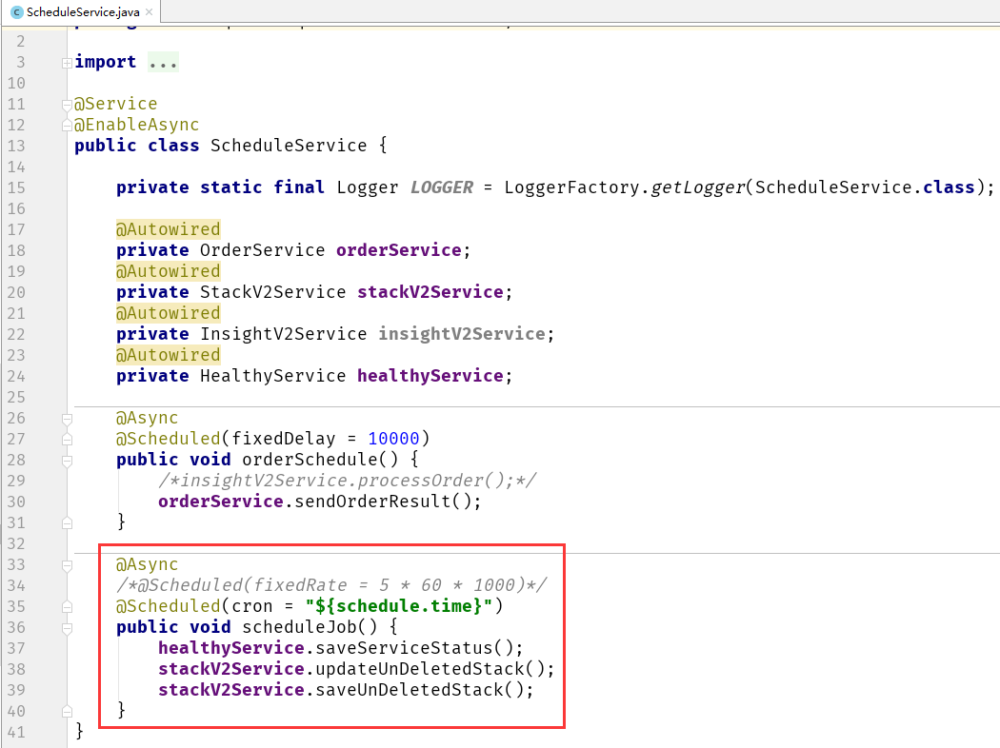 ScheduleService.java
2
3 import ...
10
11 @Service
12 @EnableAsync
13 public class ScheduleService {
14
15 private static final Logger LOGGER = LoggerFactory.getLogger(ScheduleService.class);
16
17 @Autowired
18 private OrderService orderService;
19 @Autowired
20 private StackV2Service stackV2Service;
21 @Autowired
22 private InsightV2Service insightV2Service;
23 @Autowired
24 private HealthyService healthyService;
25
26 @Async
27 @Scheduled(fixedDelay = 10000)
28 public void orderSchedule() {
29 /*insightV2Service.processOrder();*/
30 orderService.sendOrderResult();
31 }
32
33 @Async
34 /*@Scheduled(fixedRate = 5 * 60 * 1000)*/
35 @Scheduled(cron = "${schedule.time}")
36 public void scheduleJob() {
37 healthyService.saveServiceStatus();
38 stackV2Service.updateUnDeletedStack();
39 stackV2Service.saveUnDeletedStack();
40 }
41 }